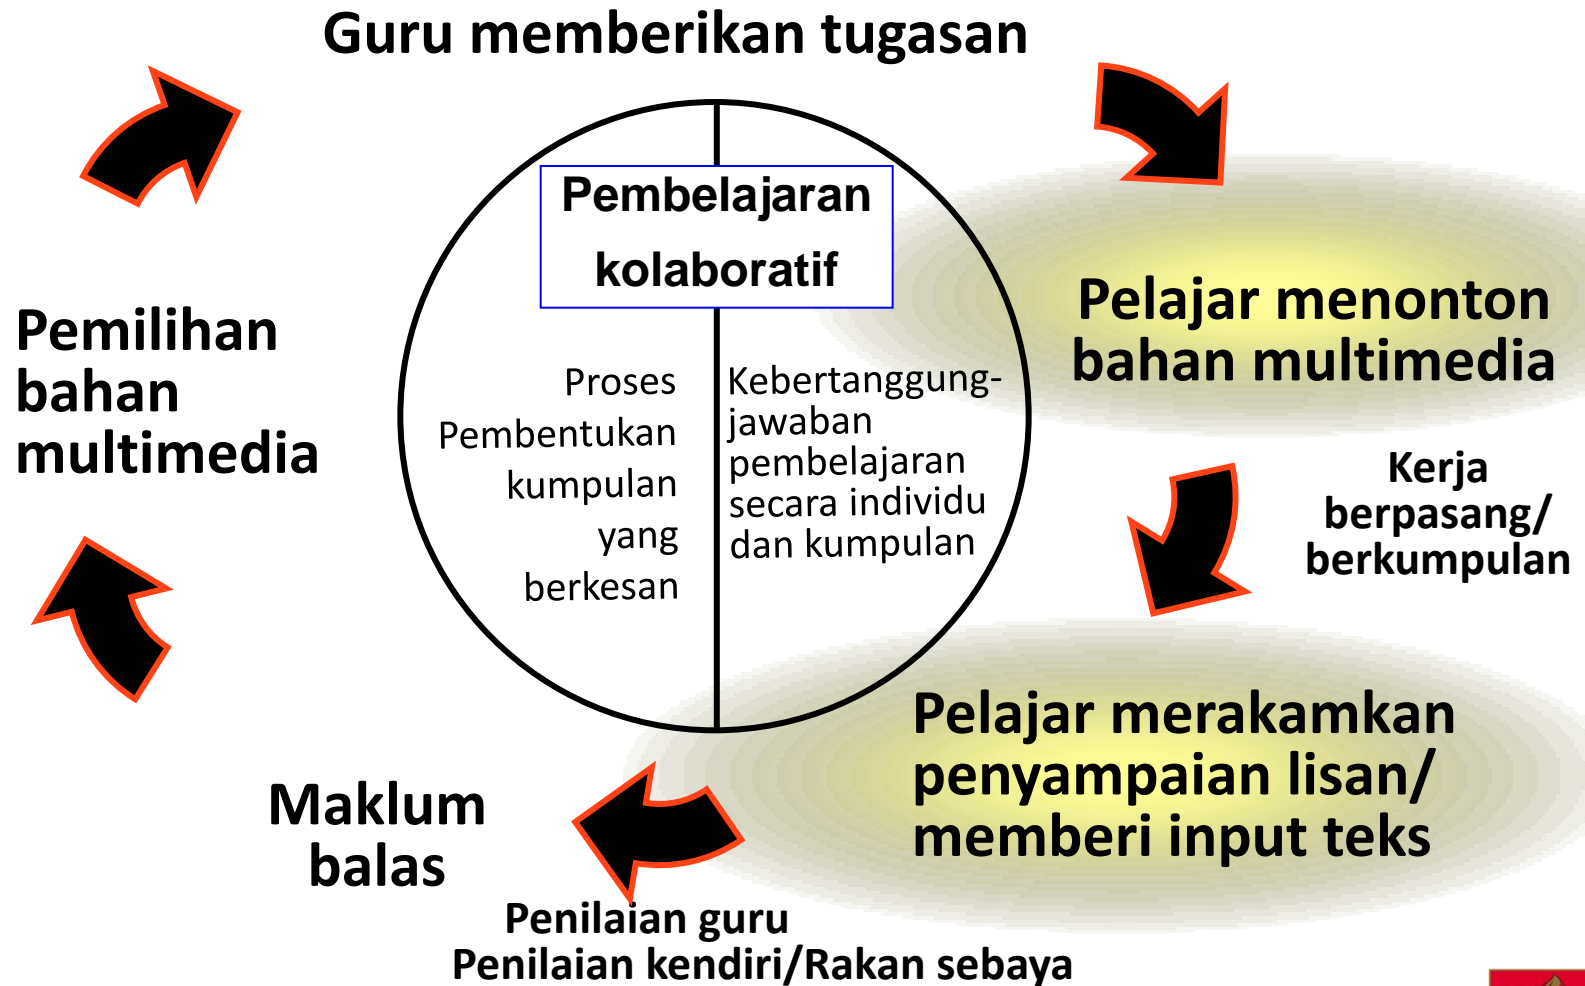 Guru memberikan tugasan
Pembelajaran
kolaboratif
Pelajar menonton
bahan multimedia
Pemilihan
bahan
multimedia
Proses
Pembentukan
kumpulan
yang
berkesan
Kebertanggung-
jawaban
pembelajaran
secara individu
dan kumpulan
Kerja
berpasang/
berkumpulan
Pelajar merakamkan
penyampaian lisan/
memberi input teks
Maklum
balas
Penilaian guru
Penilaian kendiri/Rakan sebaya